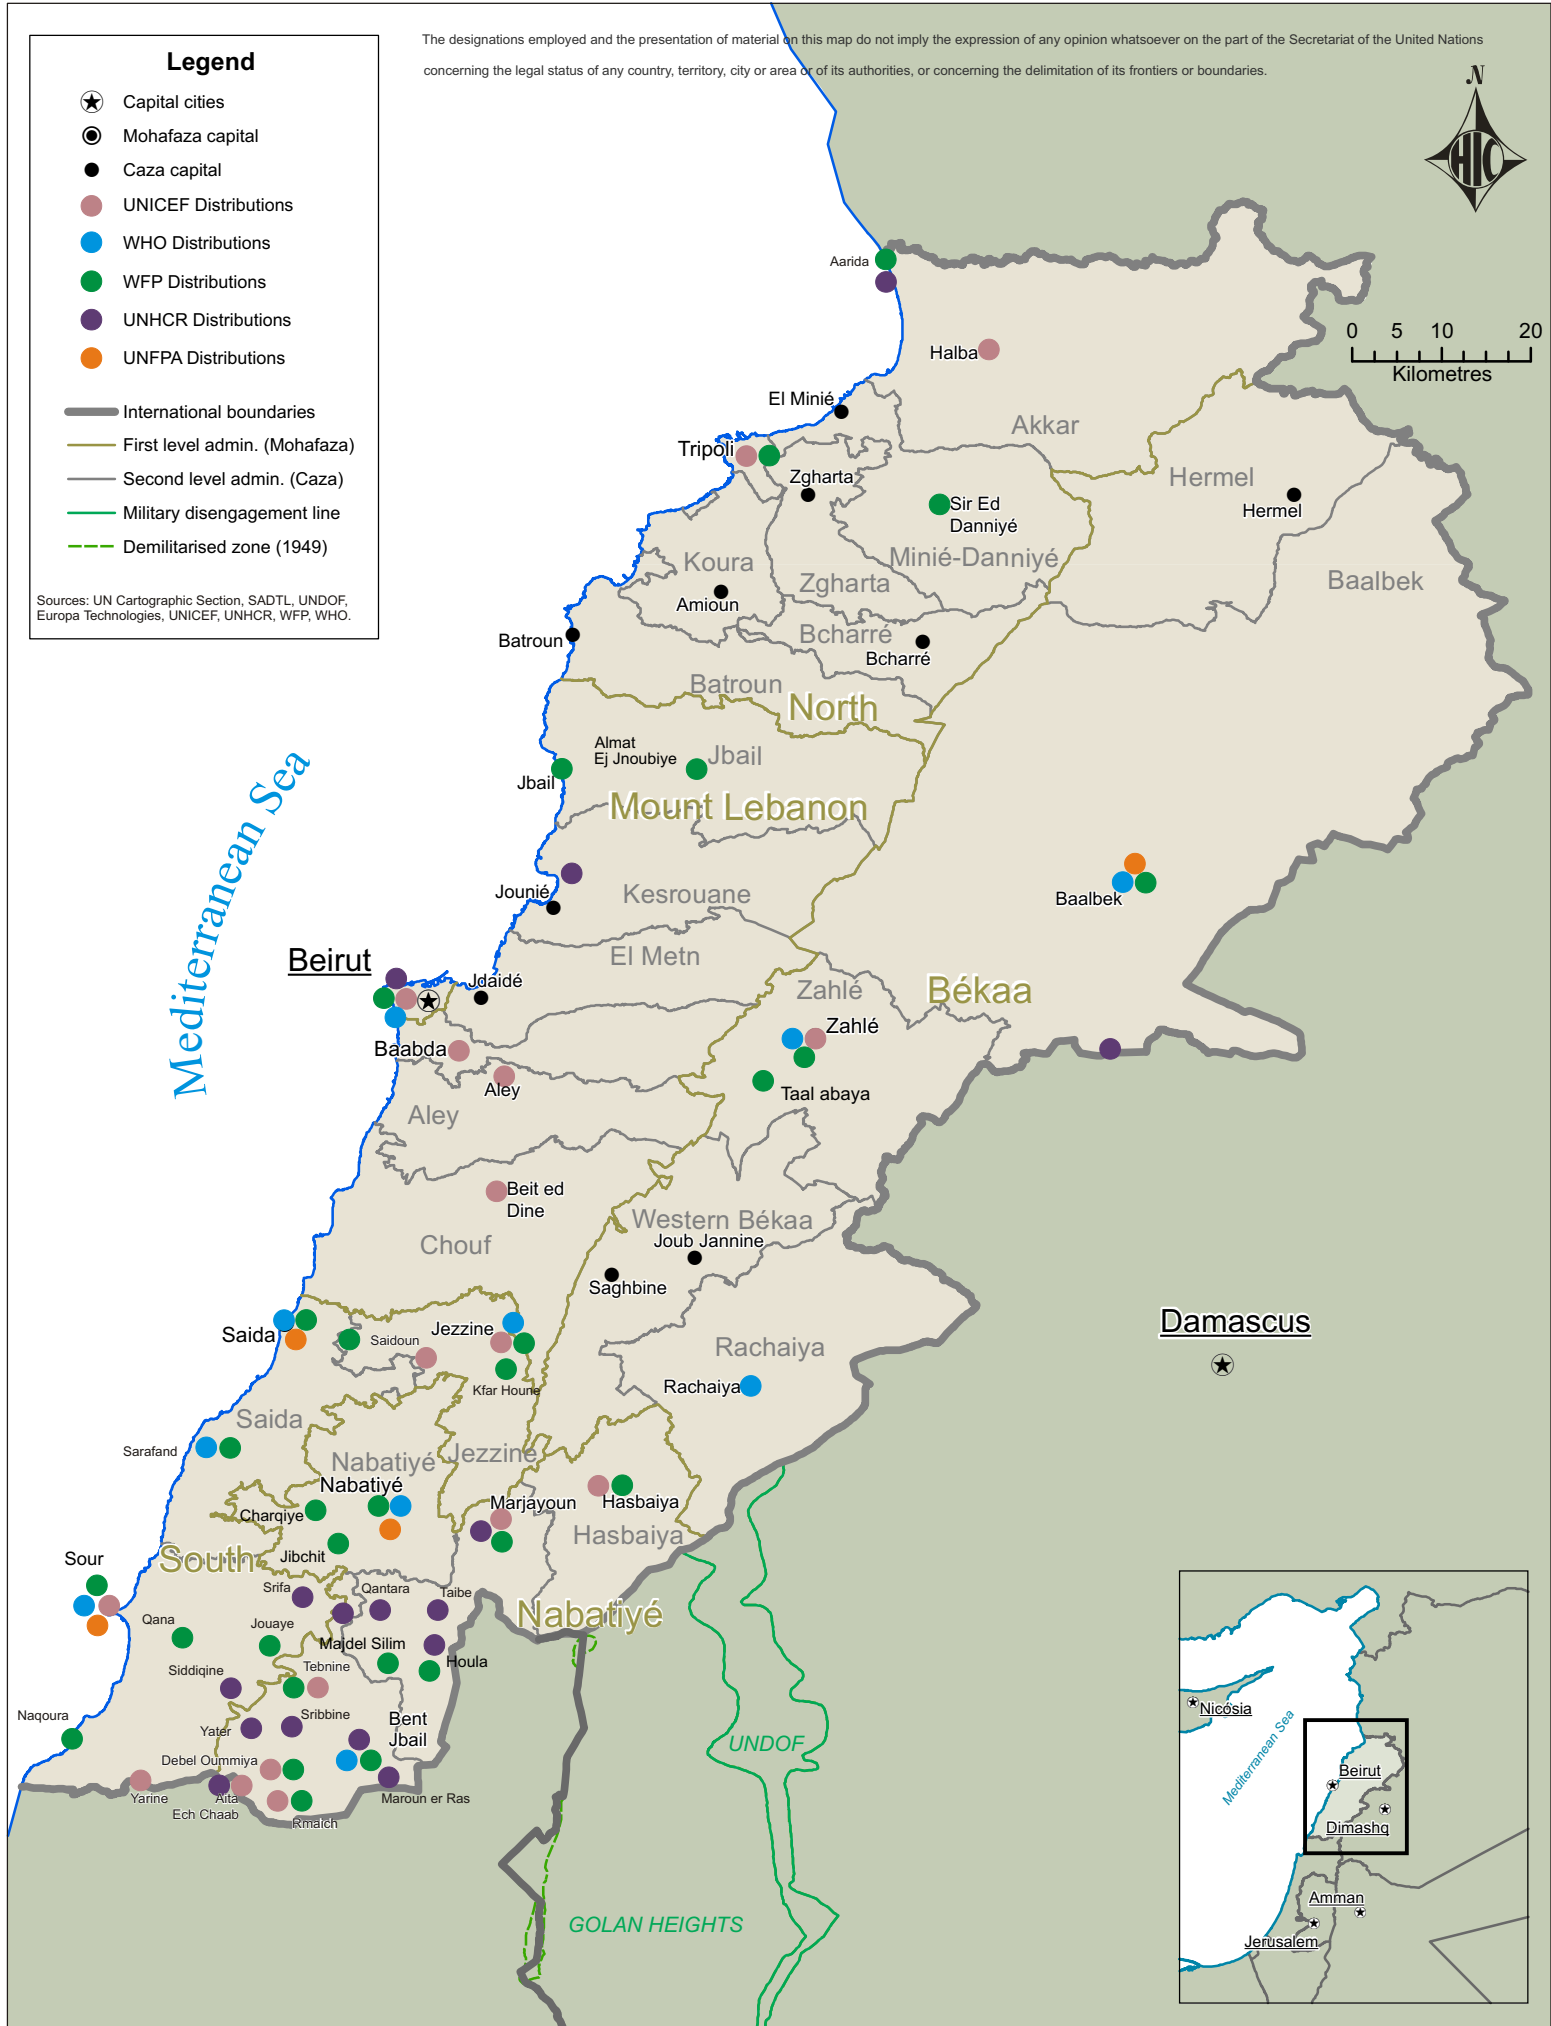 The designations employed and the presentation of material on this map do not imply the expression of any opinion whatsoever on the part of the Secretariat of the United Nations
concerning the legal status of any country, territory, city or area or of its authorities, or concerning the delimitation of its frontiers or boundaries.
Legend
Capital cities
Mohafaza capital
Caza capital
UNICEF Distributions
WHO Distributions
WFP Distributions
UNHCR Distributions
UNFPA Distributions
International boundaries
First level admin. (Mohafaza)
Second level admin. (Caza)
Military disengagement line
Demilitarised zone (1949)
Sources: UN Cartographic Section, SADTL, UNDOF,
Europa Technologies, UNICEF, UNHCR, WFP, WHO.
N
HIC
0 5 10 20
Kilometres
Aarida
Halba
El Minié
Akkar
Tripoli
Zgharta
Hermel
Hermel
Sir Ed
Danniyé
Minié-Danniyé
Koura
Zgharta
Baalbek
Amioun
Batroun
Bcharré
Bcharré
Batroun
North
Almat
Ej Jnoubiye
Jbail
Jbail
Mount Lebanon
Mediterranean Sea
Jounié
Kesrouane
Baalbek
El Metn
Beirut
Jdaidé
Zahlé
Békaa
Zahlé
Baabda
Aley
Taal abaya
Aley
Beit ed
Dine
Western Békaa
Chouf
Joub Jannine
Saghbine
Saida
Saidoun
Jezzine
Damascus
Rachaiya
Kfar Houne
Rachaiya
Saida
Sarafand
Nabatiyé
Jezzine
Nabatiyé
Marjayoun
Hasbaiya
Charqiye
Hasbaiya
Jibchit
South
Sour
Srifa
Qantara
Taibe
Nabatiyé
Qana
Jouaye
Majdel Silim
Houla
Siddiqine
Tebnine
Naqoura
Yater
Sribbine
Bent
Jbail
Debel Oummiya
Yarine
Aita
Ech Chaab
Rmaich
Maroun er Ras
UNDOF
GOLAN HEIGHTS
Nicosia
Mediterranean Sea
Beirut
Dimashq
Amman
Jerusalem